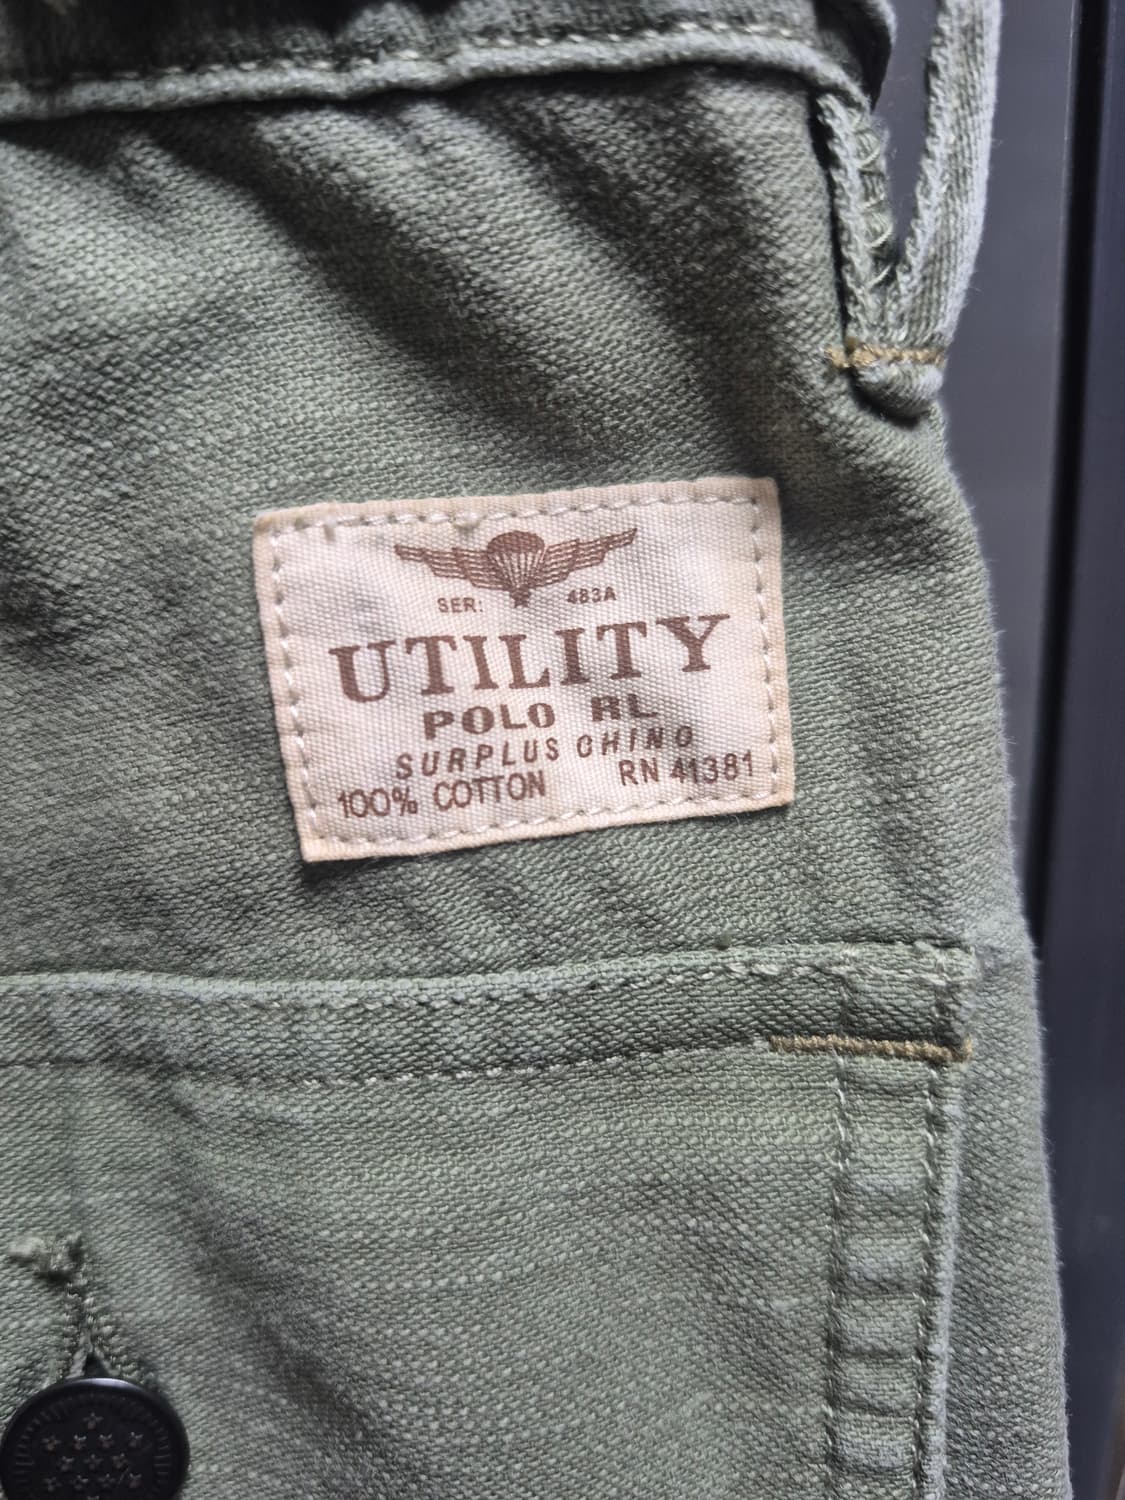 SER: 483A
UTILITY
POLO RL
SURPLUS CHINO
100% COTTON RN 41381